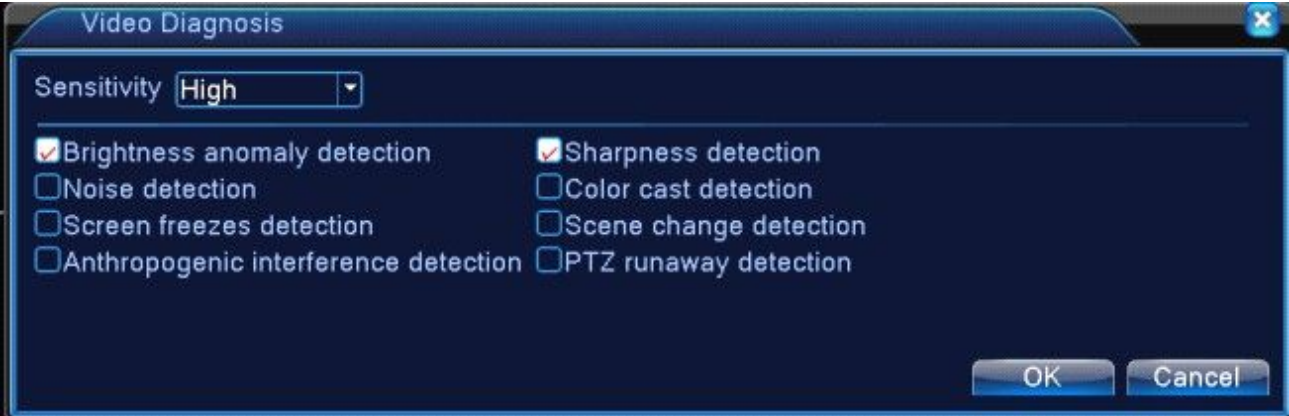 Video Diagnosis
Sensitivity High
Brightness anomaly detection Sharpness detection
Noise detection Color cast detection
Screen freezes detection Scene change detection
Anthropogenic interference detection PTZ runaway detection
OK Cancel